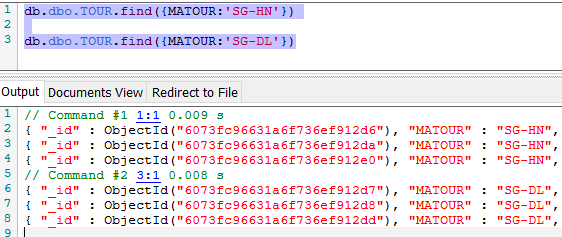 1 db.dbo.TOUR.find({MATOUR:'SG-HN'})
2
3 db.dbo.TOUR.find({MATOUR:'SG-DL'})
Output Documents View Redirect to File
1 // Command #1 1:1 0.009 s
2 { "_id" : ObjectId("6073fc96631a6f736ef912d6"), "MATOUR" : "SG-HN",
3 { "_id" : ObjectId("6073fc96631a6f736ef912da"), "MATOUR" : "SG-HN",
4 { "_id" : ObjectId("6073fc96631a6f736ef912e0"), "MATOUR" : "SG-HN",
5 // Command #2 3:1 0.008 s
6 { "_id" : ObjectId("6073fc96631a6f736ef912d7"), "MATOUR" : "SG-DL",
7 { "_id" : ObjectId("6073fc96631a6f736ef912d8"), "MATOUR" : "SG-DL",
8 { "_id" : ObjectId("6073fc96631a6f736ef912dd"), "MATOUR" : "SG-DL",
9